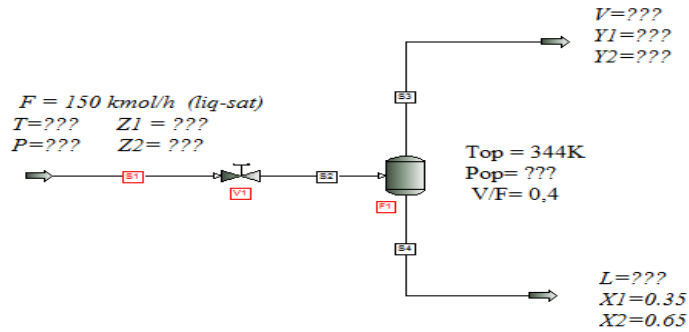 V=???
Y1=???
Y2=???
S3
F = 150 kmol/h (liq-sat)
T=??? Z1 = ???
P=??? Z2= ???
S1
V1
S2
F1
Top = 344K
Pop= ???
V/F= 0,4
S4
L=???
X1=0.35
X2=0.65